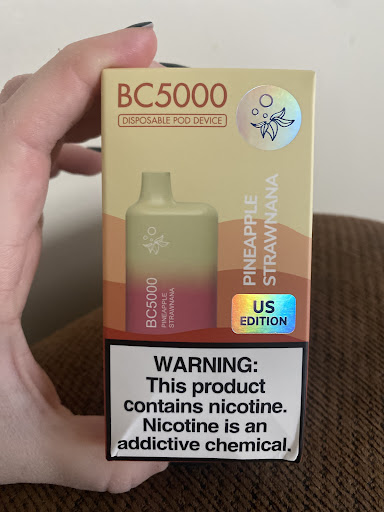 BC5000
DISPOSABLE POD DEVICE
PINEAPPLE
STRAWNANA
BC5000
PINEAPPLE
STRAWNANA
US
EDITION
WARNING:
This product
contains nicotine.
Nicotine is an
addictive chemical.